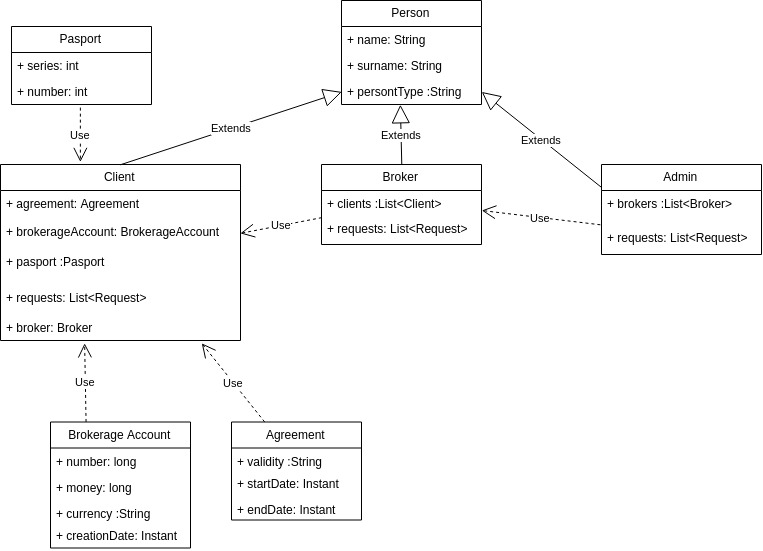 Person
+ name: String
+ surname: String
+ persontType :String
Pasport
+ series: int
+ number: int
Use
Extends
Extends
Extends
Client
+ agreement: Agreement
+ brokerageAccount: BrokerageAccount
+ pasport :Pasport
+ requests: List<Request>
+ broker: Broker
Use
Broker
+ clients :List<Client>
+ requests: List<Request>
Use
Admin
+ brokers :List<Broker>
+ requests: List<Request>
Use
Use
Brokerage Account
+ number: long
+ money: long
+ currency :String
+ creationDate: Instant
Agreement
+ validity :String
+ startDate: Instant
+ endDate: Instant